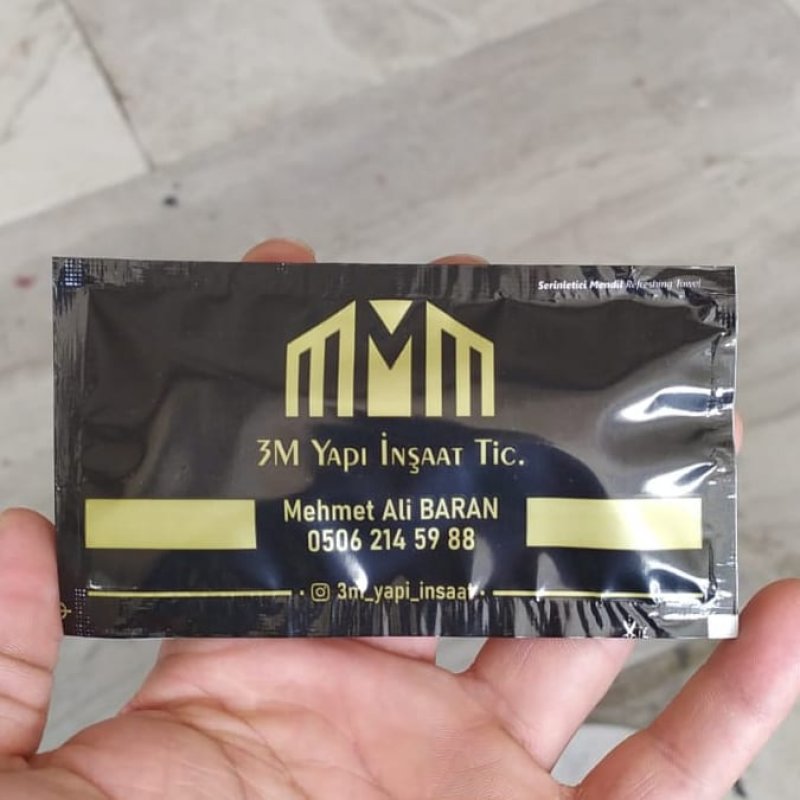 Serinletici Mendil Refreshing Towel
3M Yapı İnşaat Tic.
Mehmet Ali BARAN
0506 214 59 88
3m_yapi_insaat